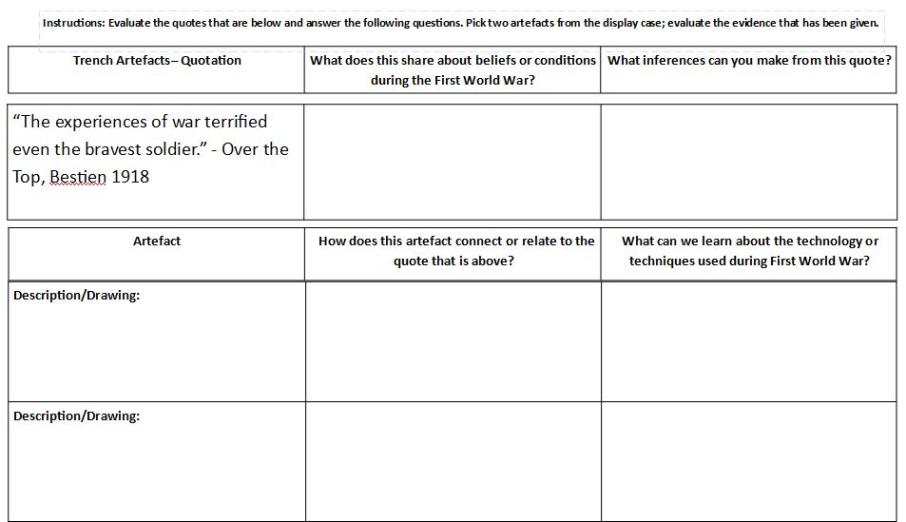 Instructions: Evaluate the quotes that are below and answer the following questions. Pick two artefacts from the display case; evaluate the evidence that has been given.
Trench Artefacts– Quotation
What does this share about beliefs or conditions
during the First World War?
What inferences can you make from this quote?
“The experiences of war terrified
even the bravest soldier.” - Over the
Top, Bestien 1918
Artefact
How does this artefact connect or relate to the
quote that is above?
What can we learn about the technology or
techniques used during First World War?
Description/Drawing:
Description/Drawing: